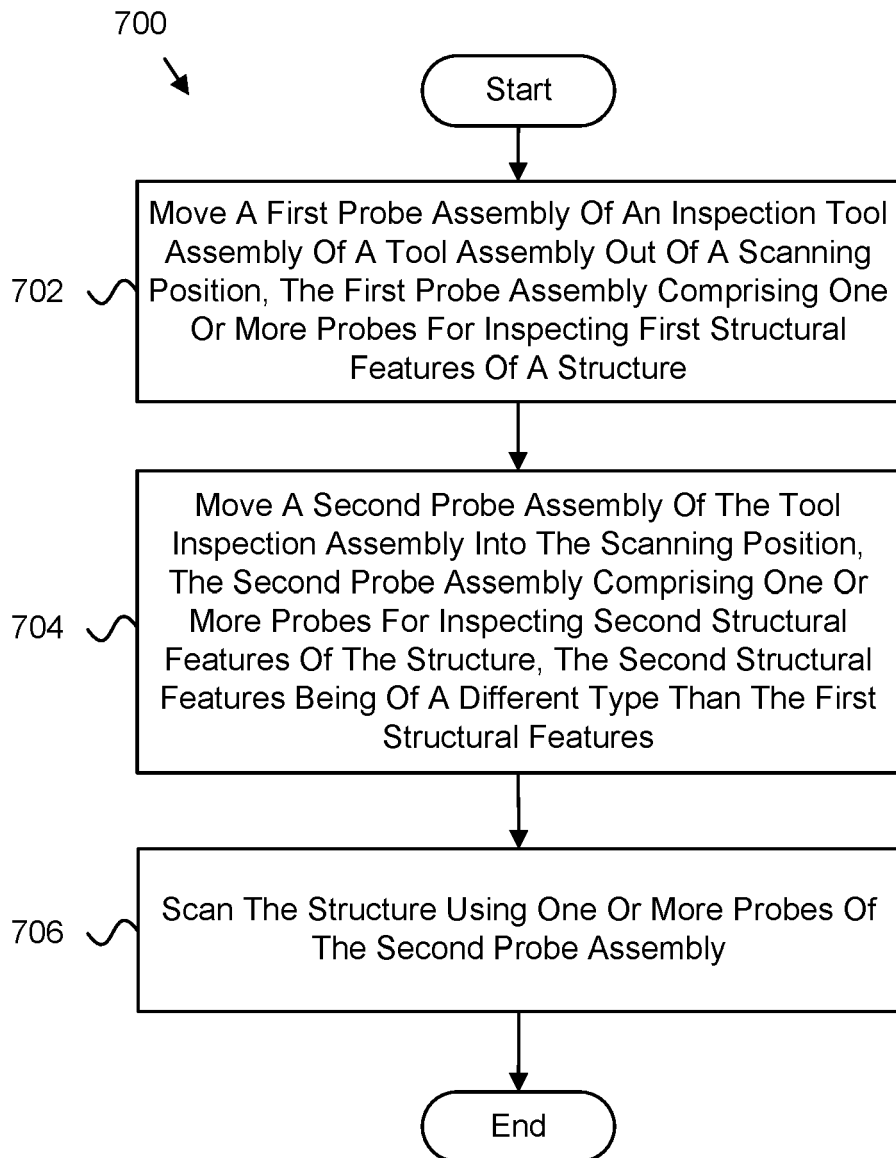 700
Start
702
Move A First Probe Assembly Of An Inspection Tool
Assembly Of A Tool Assembly Out Of A Scanning
Position, The First Probe Assembly Comprising One
Or More Probes For Inspecting First Structural
Features Of A Structure
704
Move A Second Probe Assembly Of The Tool
Inspection Assembly Into The Scanning Position,
The Second Probe Assembly Comprising One Or
More Probes For Inspecting Second Structural
Features Of The Structure, The Second Structural
Features Being Of A Different Type Than The First
Structural Features
706
Scan The Structure Using One Or More Probes Of
The Second Probe Assembly
End